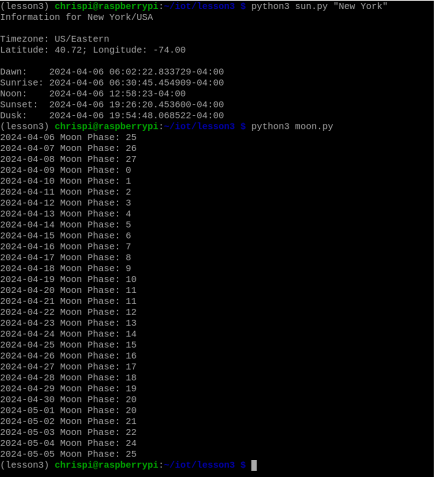 (lesson3) chrispi@raspberrypi:~/iot/lesson3 $ python3 sun.py "New York"
Information for New York/USA
Timezone: US/Eastern
Latitude: 40.72; Longitude: -74.00
Dawn:    2024-04-06 06:02:22.833729-04:00
Sunrise: 2024-04-06 06:30:45.454909-04:00
Noon:    2024-04-06 12:58:23-04:00
Sunset:  2024-04-06 19:26:20.453600-04:00
Dusk:    2024-04-06 19:54:48.068522-04:00
(lesson3) chrispi@raspberrypi:~/iot/lesson3 $ python3 moon.py
2024-04-06 Moon Phase: 25
2024-04-07 Moon Phase: 26
2024-04-08 Moon Phase: 27
2024-04-09 Moon Phase: 0
2024-04-10 Moon Phase: 1
2024-04-11 Moon Phase: 2
2024-04-12 Moon Phase: 3
2024-04-13 Moon Phase: 4
2024-04-14 Moon Phase: 5
2024-04-15 Moon Phase: 6
2024-04-16 Moon Phase: 7
2024-04-17 Moon Phase: 8
2024-04-18 Moon Phase: 9
2024-04-19 Moon Phase: 10
2024-04-20 Moon Phase: 11
2024-04-21 Moon Phase: 11
2024-04-22 Moon Phase: 12
2024-04-23 Moon Phase: 13
2024-04-24 Moon Phase: 14
2024-04-25 Moon Phase: 15
2024-04-26 Moon Phase: 16
2024-04-27 Moon Phase: 17
2024-04-28 Moon Phase: 18
2024-04-29 Moon Phase: 19
2024-04-30 Moon Phase: 20
2024-05-01 Moon Phase: 20
2024-05-02 Moon Phase: 21
2024-05-03 Moon Phase: 22
2024-05-04 Moon Phase: 24
2024-05-05 Moon Phase: 25
(lesson3) chrispi@raspberrypi:~/iot/lesson3 $